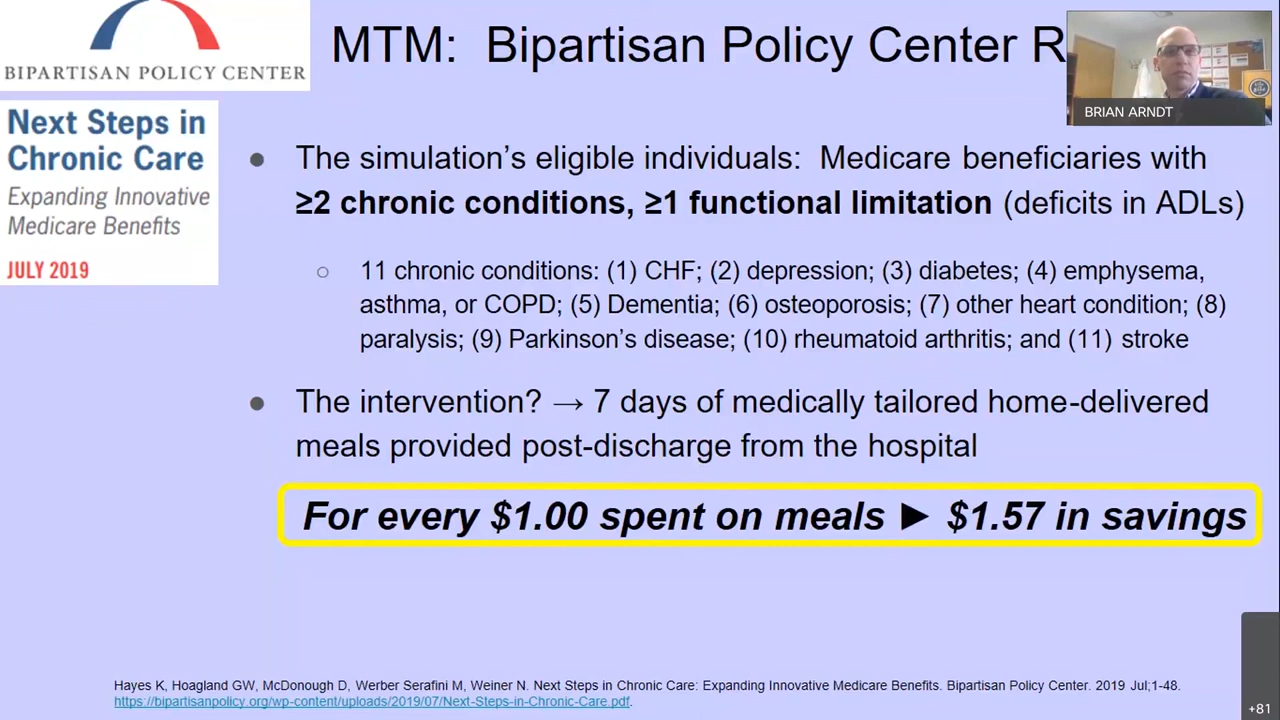 BIPARTISAN POLICY CENTER
MTM: Bipartisan Policy Center R
BRIAN ARNDT
Next Steps in
Chronic Care
Expanding Innovative
Medicare Benefits
JULY 2019
● The simulation's eligible individuals: Medicare beneficiaries with
≥2 chronic conditions, ≥1 functional limitation (deficits in ADLs)
○ 11 chronic conditions: (1) CHF; (2) depression; (3) diabetes; (4) emphysema,
asthma, or COPD; (5) Dementia; (6) osteoporosis; (7) other heart condition; (8)
paralysis; (9) Parkinson's disease; (10) rheumatoid arthritis; and (11) stroke
● The intervention? → 7 days of medically tailored home-delivered
meals provided post-discharge from the hospital
For every $1.00 spent on meals ► $1.57 in savings
Hayes K, Hoagland GW, McDonough D, Werber Serafini M, Weiner N. Next Steps in Chronic Care: Expanding Innovative Medicare Benefits. Bipartisan Policy Center. 2019 Jul;1-48.
https://bipartisanpolicy.org/wp-content/uploads/2019/07/Next-Steps-in-Chronic-Care.pdf.
+81